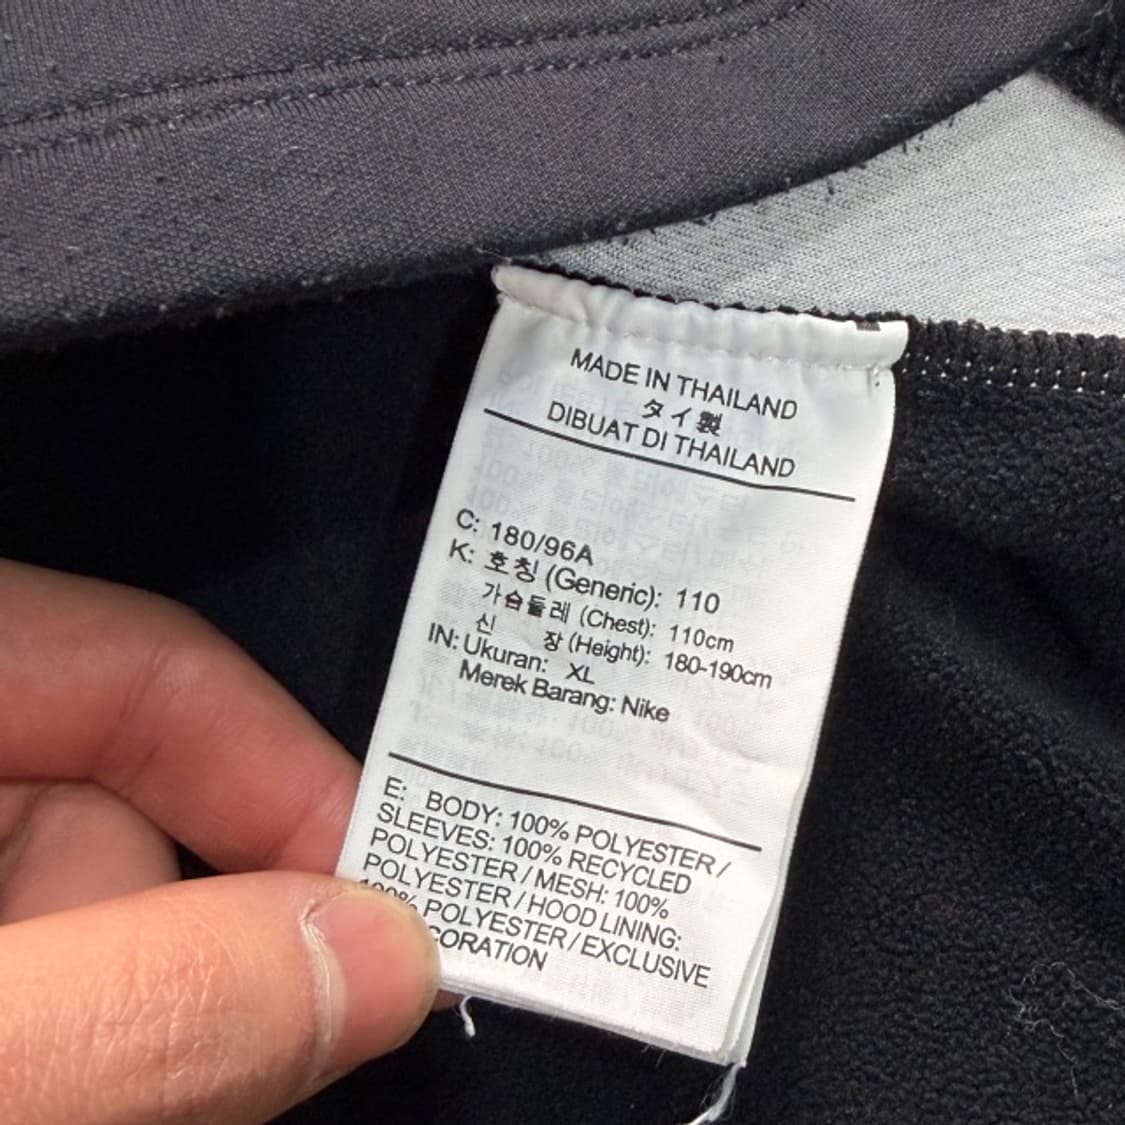 MADE IN THAILAND
タイ製
DIBUAT DI THAILAND
C: 180/96A
K: 호칭 (Generic): 110
가슴둘레 (Chest): 110cm
신 장 (Height): 180-190cm
IN: Ukuran: XL
Merek Barang: Nike
E: BODY: 100% POLYESTER /
SLEEVES: 100% RECYCLED
POLYESTER / MESH: 100%
POLYESTER / HOOD LINING:
100% POLYESTER / EXCLUSIVE
CORATION